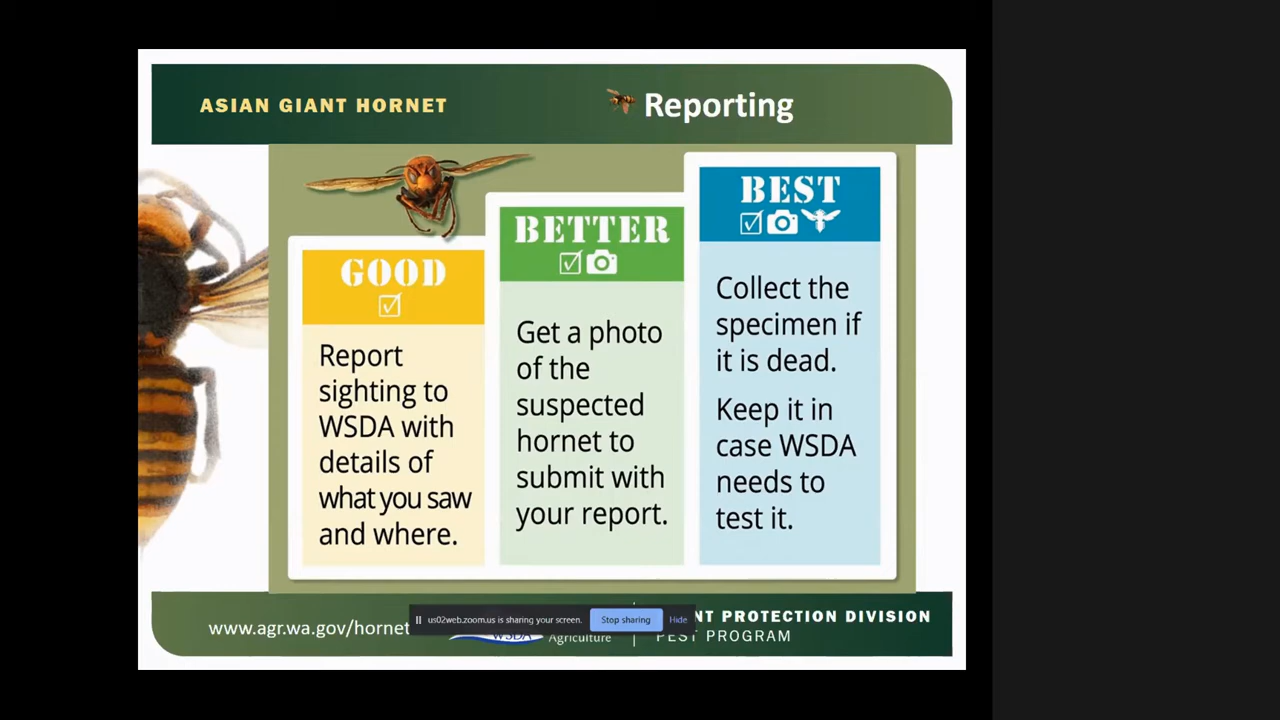 ASIAN GIANT HORNET
Reporting
GOOD
Report
sighting to
WSDA with
details of
what you saw
and where.
BETTER
Get a photo
of the
suspected
hornet to
submit with
your report.
BEST
Collect the
specimen if
it is dead.
Keep it in
case WSDA
needs to
test it.
www.agr.wa.gov/hornet
us02web.zoom.us is sharing your screen.
Stop sharing
Hide
WSDA
Agriculture
NT PROTECTION DIVISION
PEST PROGRAM